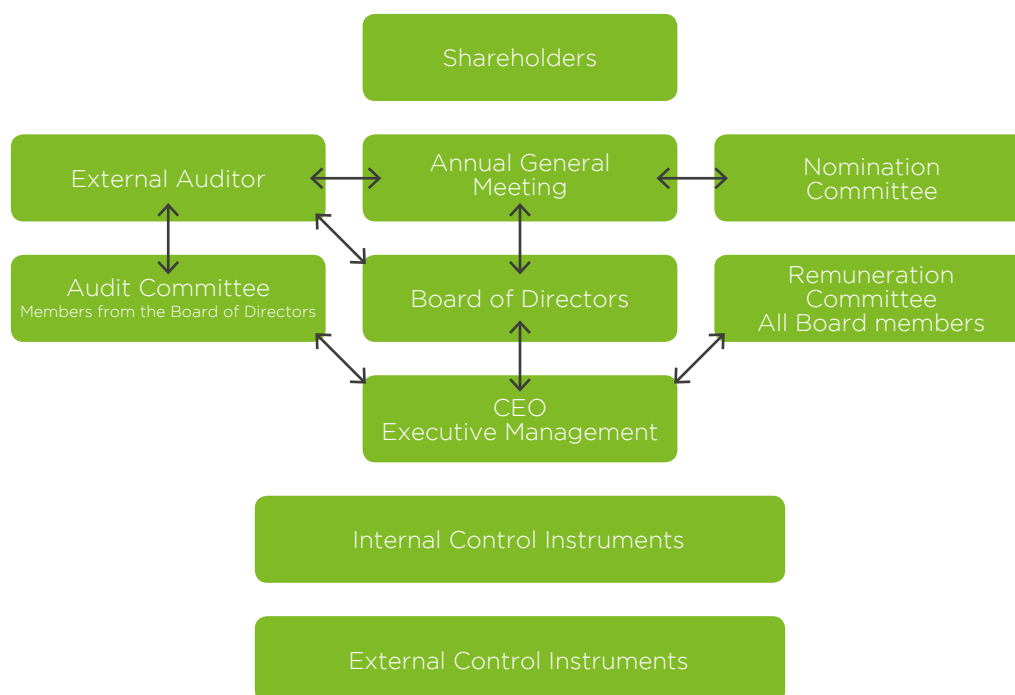 Shareholders
External Auditor
Annual General
Meeting
Nomination
Committee
Audit Committee
Members from the Board of Directors
Board of Directors
Remuneration
Committee
All Board members
CEO
Executive Management
Internal Control Instruments
External Control Instruments